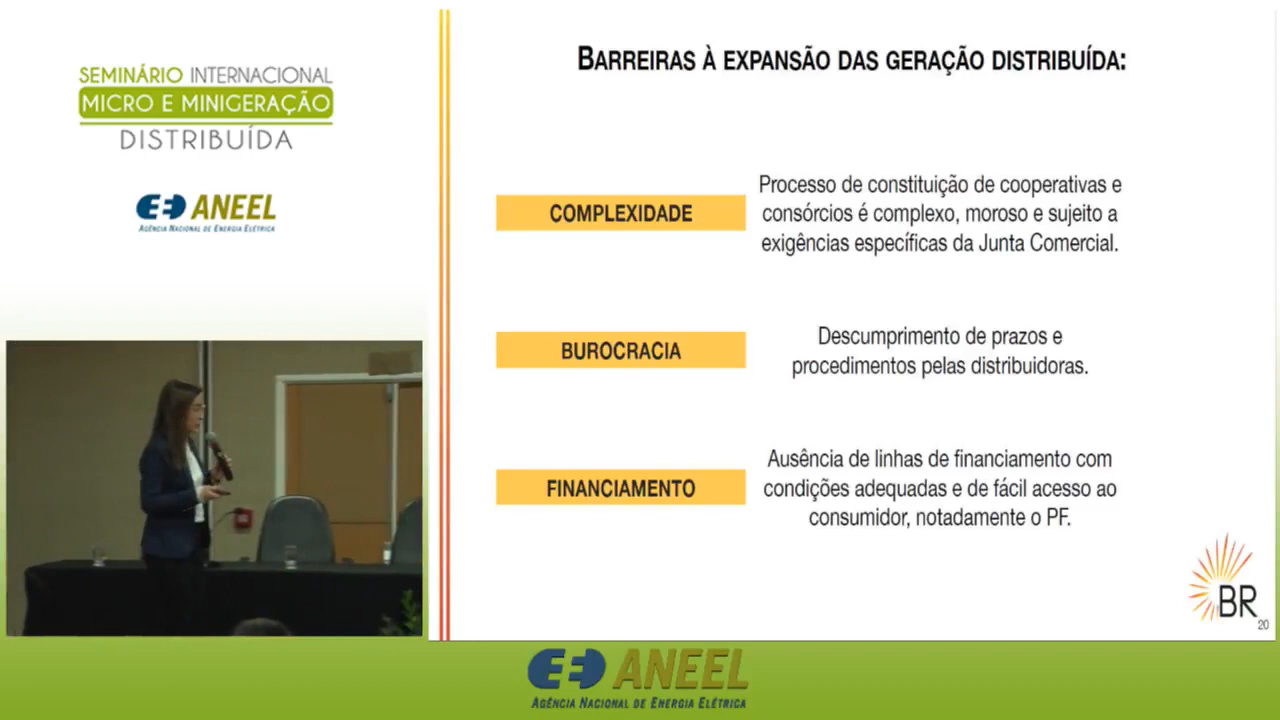 SEMINÁRIO INTERNACIONAL
MICRO E MINIGERAÇÃO
DISTRIBUÍDA
ANEEL
AGÊNCIA NACIONAL DE ENERGIA ELÉTRICA
BARREIRAS À EXPANSÃO DAS GERAÇÃO DISTRIBUÍDA:
COMPLEXIDADE
Processo de constituição de cooperativas e
consórcios é complexo, moroso e sujeito a
exigências específicas da Junta Comercial.
BUROCRACIA
Descumprimento de prazos e
procedimentos pelas distribuidoras.
FINANCIAMENTO
Ausência de linhas de financiamento com
condições adequadas e de fácil acesso ao
consumidor, notadamente o PF.
BR
20
ANEEL
AGÊNCIA NACIONAL DE ENERGIA ELÉTRICA